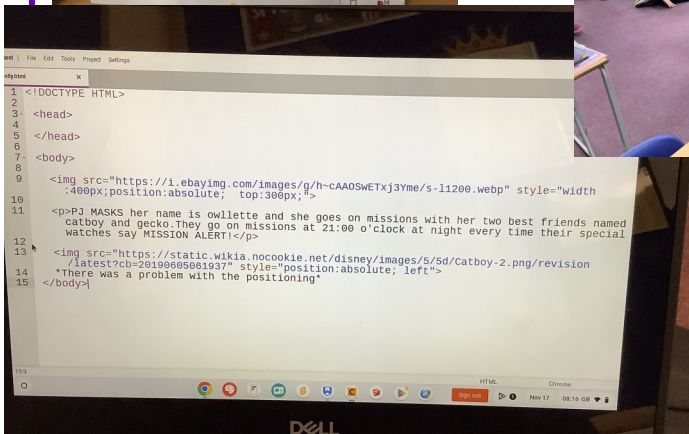 File Edit Tools Project Settings
olly.html ×
1 <!DOCTYPE HTML>
2
3 <head>
4
5 </head>
6
7 <body>
8
9 <img src="https://i.ebayimg.com/images/g/h~cAAOSwETxj3Yme/s-l1200.webp" style="width
:400px;position:absolute; top:300px;">
10
11 <p>PJ MASKS her name is owllette and she goes on missions with her two best friends named
catboy and gecko.They go on missions at 21:00 o'clock at night every time their special
watches say MISSION ALERT!</p>
12
13 <img src="https://static.wikia.nocookie.net/disney/images/5/5d/Catboy-2.png/revision
/latest?cb=20190605061937" style="position:absolute; left">
14 *There was a problem with the positioning*
15 </body>
15:9
HTML Chrome
Sign out Nov 17 08:16 GB
DELL